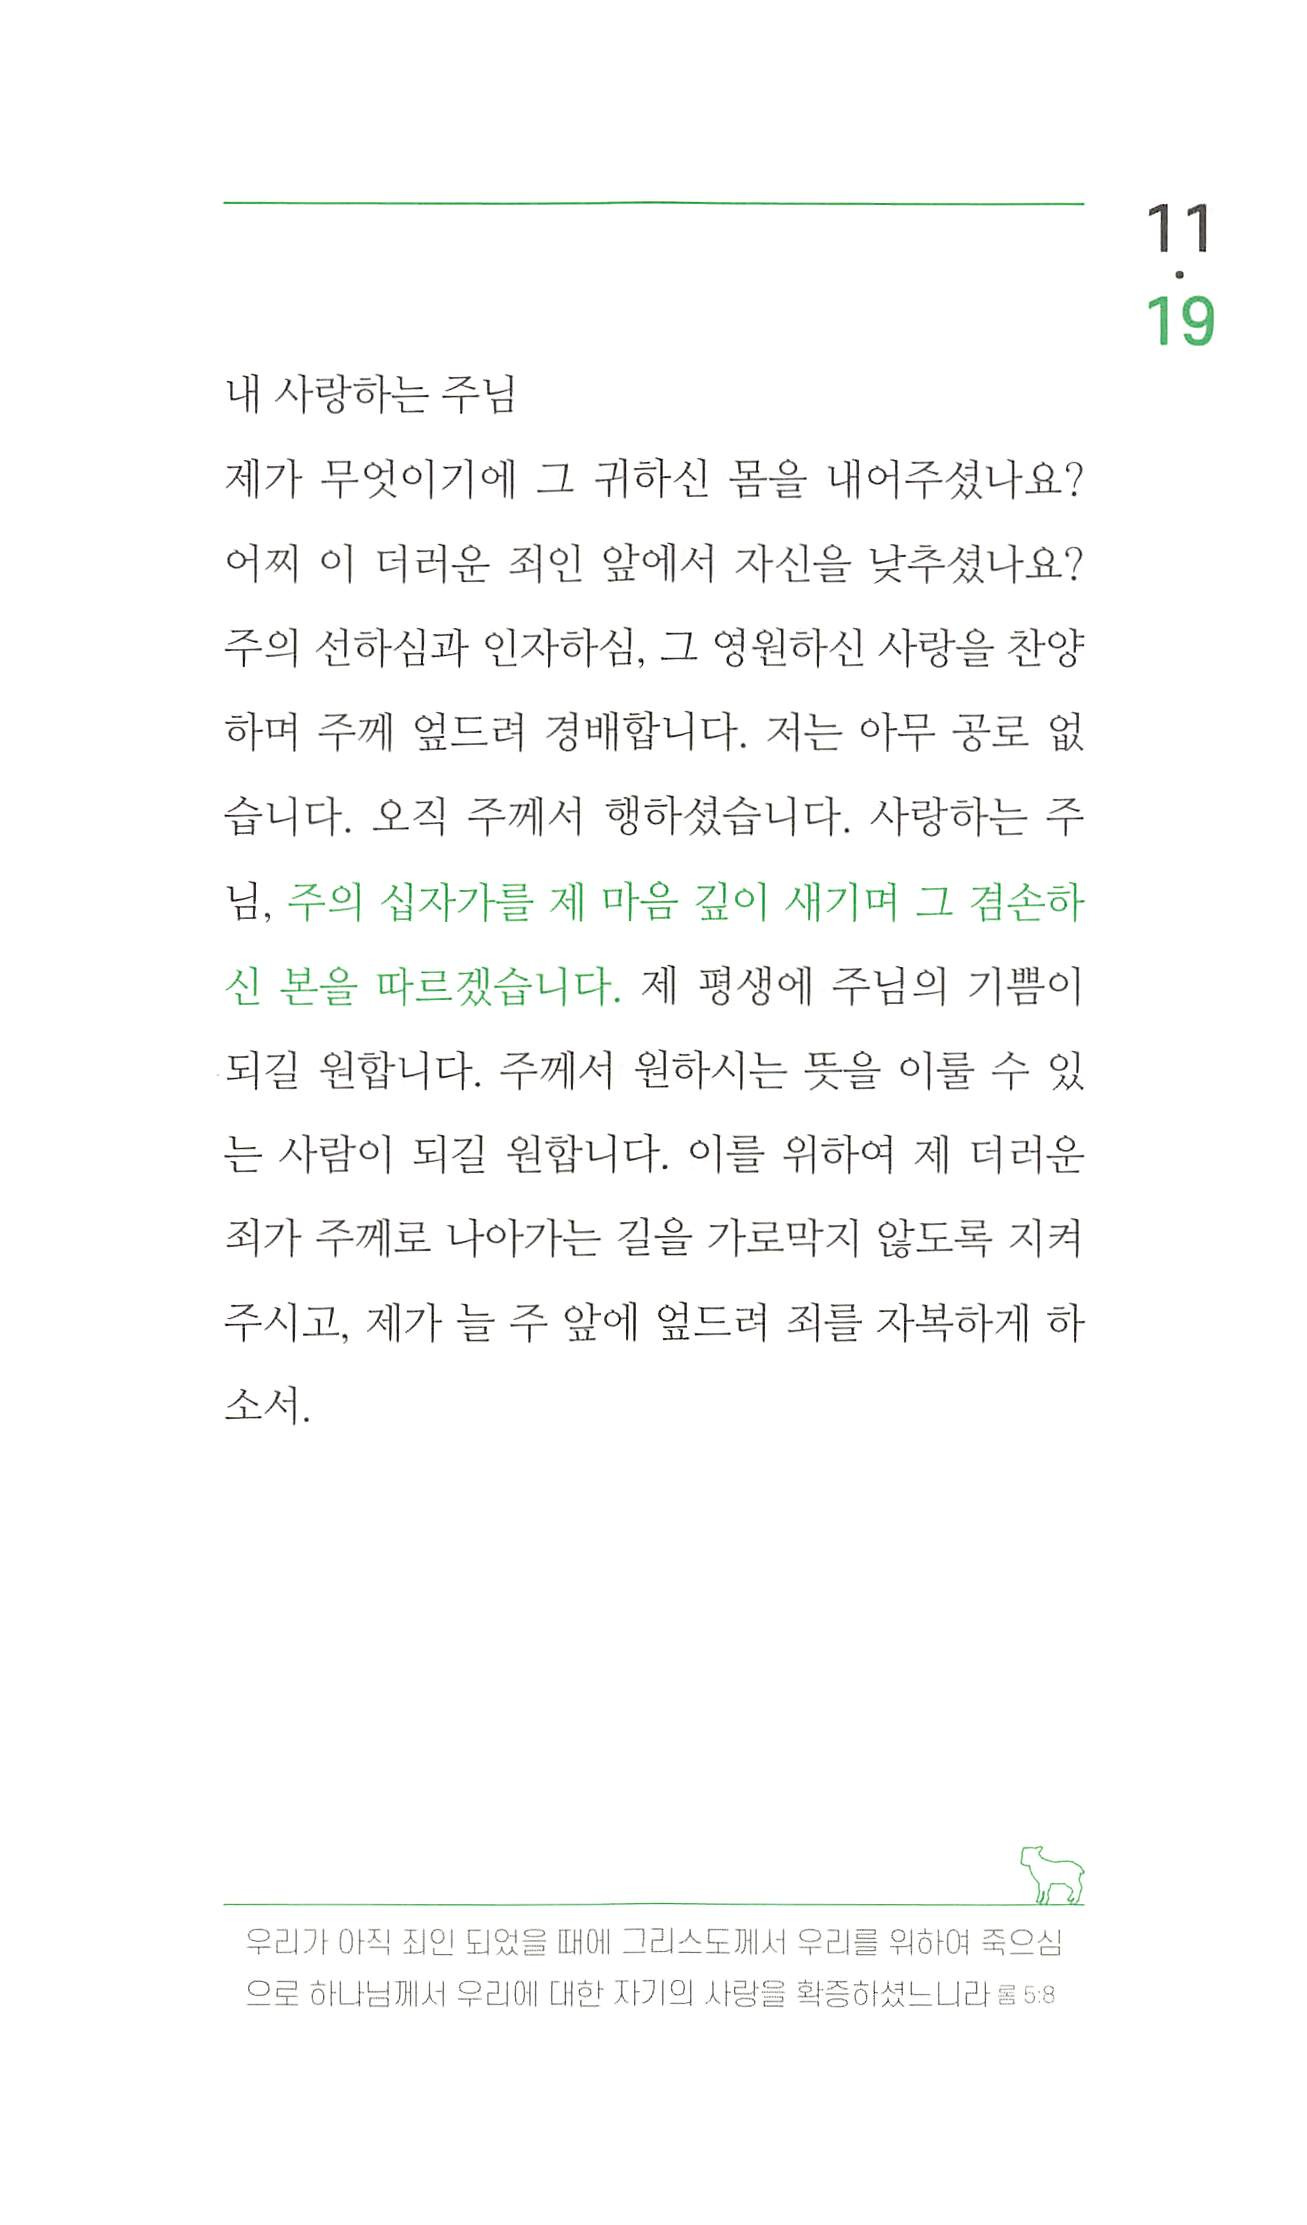 11
.
19
내 사랑하는 주님
제가 무엇이기에 그 귀하신 몸을 내어주셨나요?
어찌 이 더러운 죄인 앞에서 자신을 낮추셨나요?
주의 선하심과 인자하심, 그 영원하신 사랑을 찬양
하며 주께 엎드려 경배합니다. 저는 아무 공로 없
습니다. 오직 주께서 행하셨습니다. 사랑하는 주
님, 주의 십자가를 제 마음 깊이 새기며 그 겸손하
신 본을 따르겠습니다. 제 평생에 주님의 기쁨이
되길 원합니다. 주께서 원하시는 뜻을 이룰 수 있
는 사람이 되길 원합니다. 이를 위하여 제 더러운
죄가 주께로 나아가는 길을 가로막지 않도록 지켜
주시고, 제가 늘 주 앞에 엎드려 죄를 자복하게 하
소서.
우리가 아직 죄인 되었을 때에 그리스도께서 우리를 위하여 죽으심
으로 하나님께서 우리에 대한 자기의 사랑을 확증하셨느니라 롬 5:8